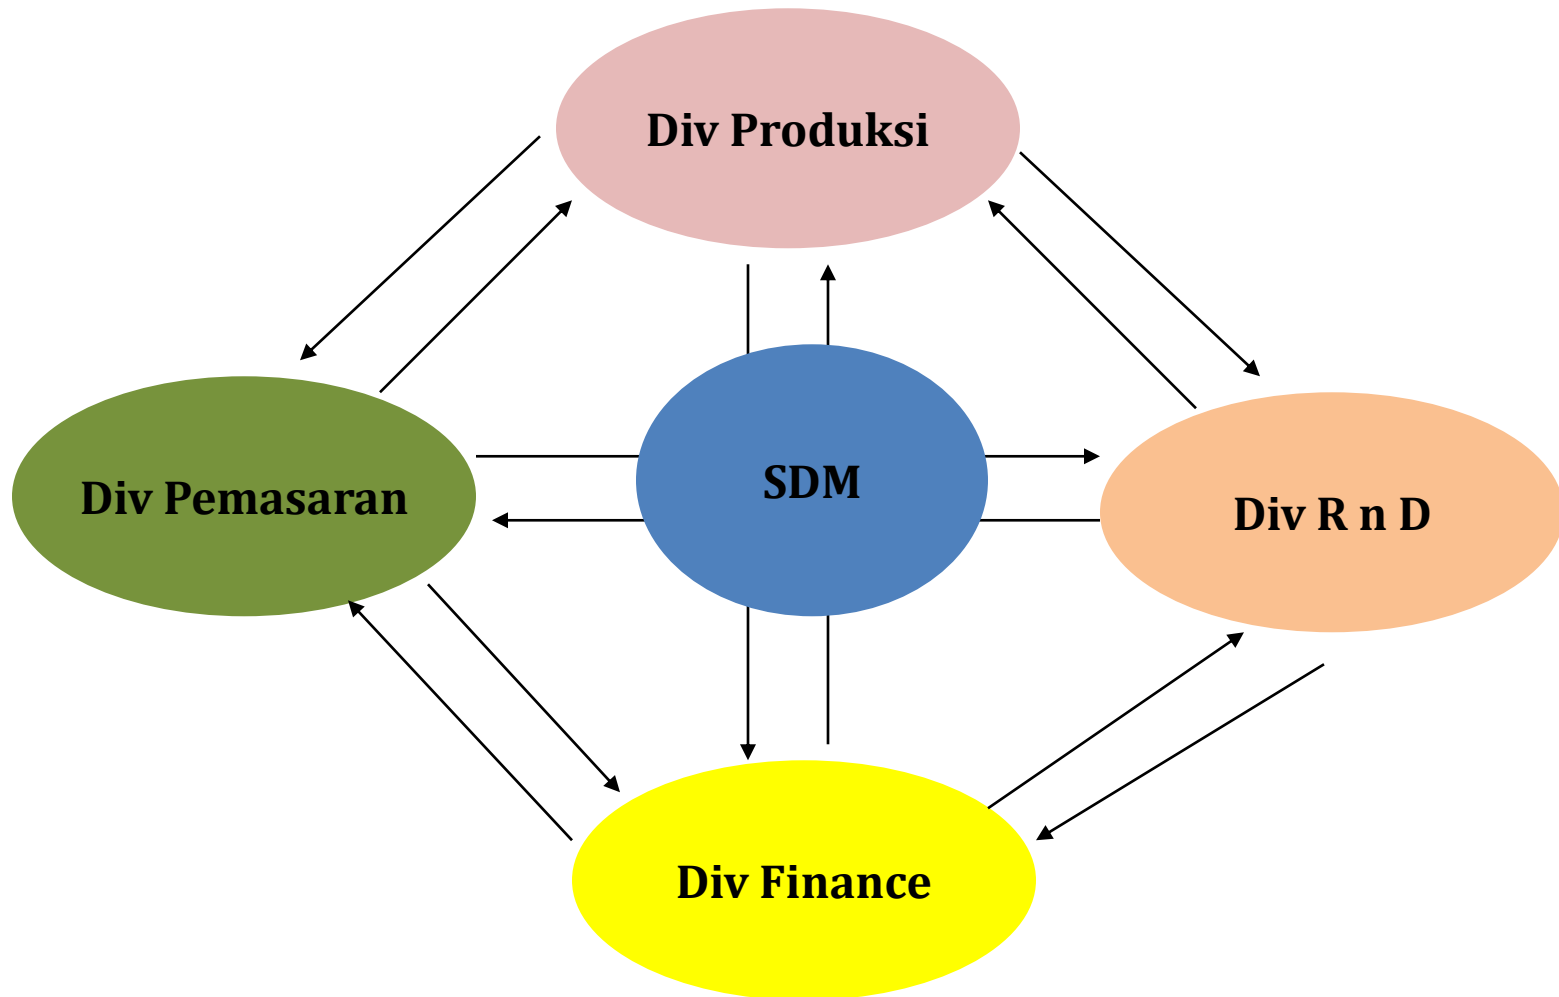 Div Produksi
Div Pemasaran
SDM
Div R n D
Div Finance